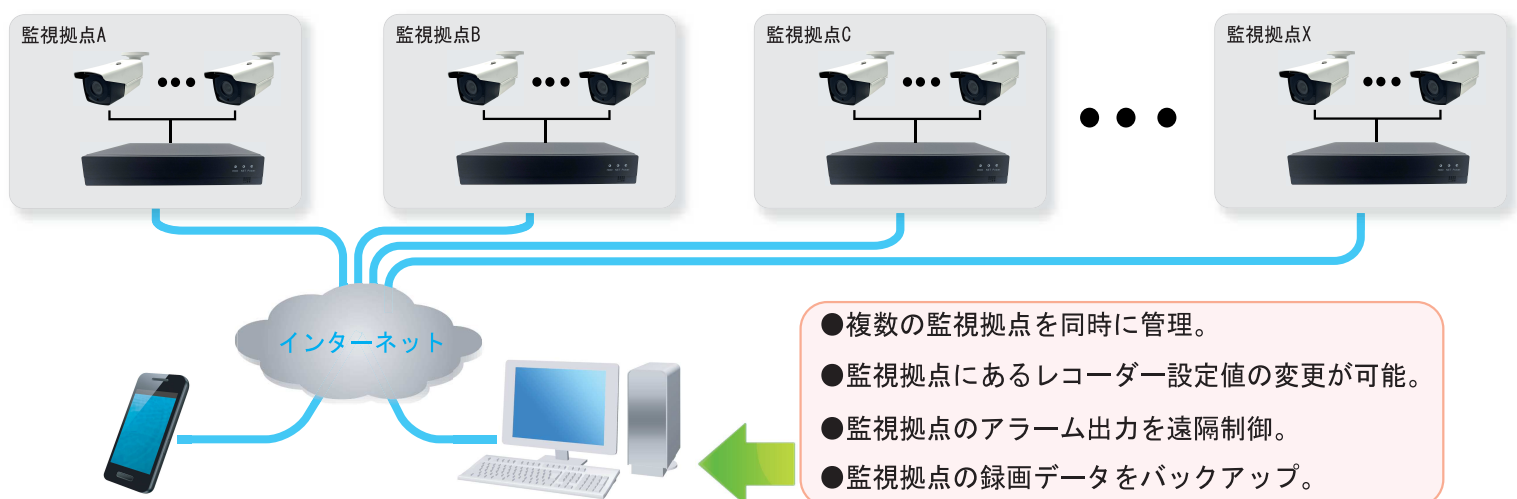 監視拠点A
監視拠点B
監視拠点C
監視拠点X
インターネット
●複数の監視拠点を同時に管理。
●監視拠点にあるレコーダー設定値の変更が可能。
●監視拠点のアラーム出力を遠隔制御。
●監視拠点の録画データをバックアップ。